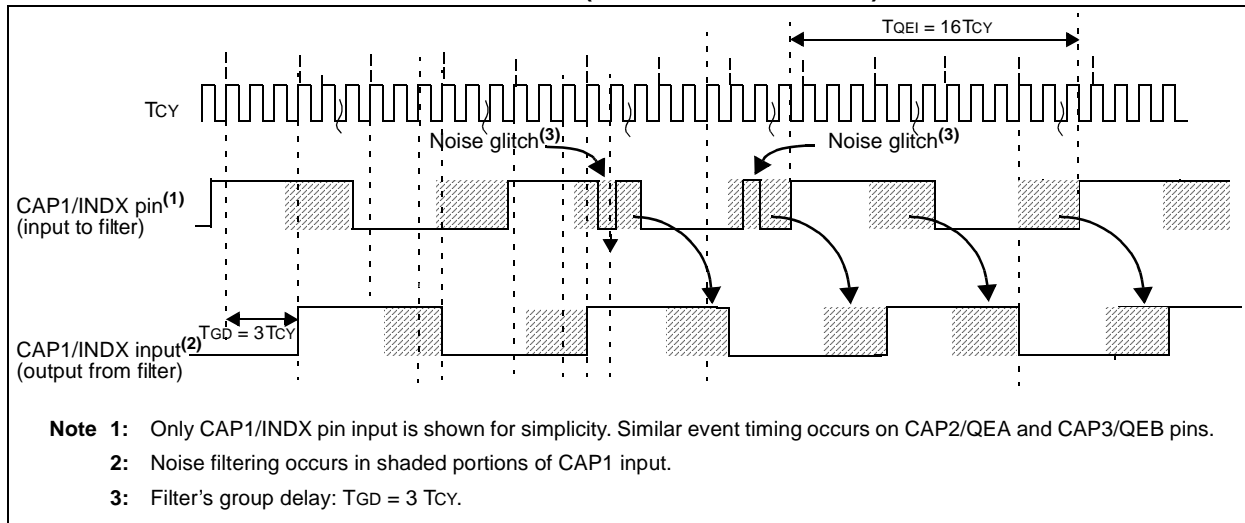 TQEI = 16TCY
TCY
Noise glitch(3)
Noise glitch(3)
CAP1/INDX pin(1)
(input to filter)
TGD = 3TCY
CAP1/INDX input(2)
(output from filter)
Note 1: Only CAP1/INDX pin input is shown for simplicity. Similar event timing occurs on CAP2/QEA and CAP3/QEB pins.
2: Noise filtering occurs in shaded portions of CAP1 input.
3: Filter's group delay: TGD = 3 TCY.